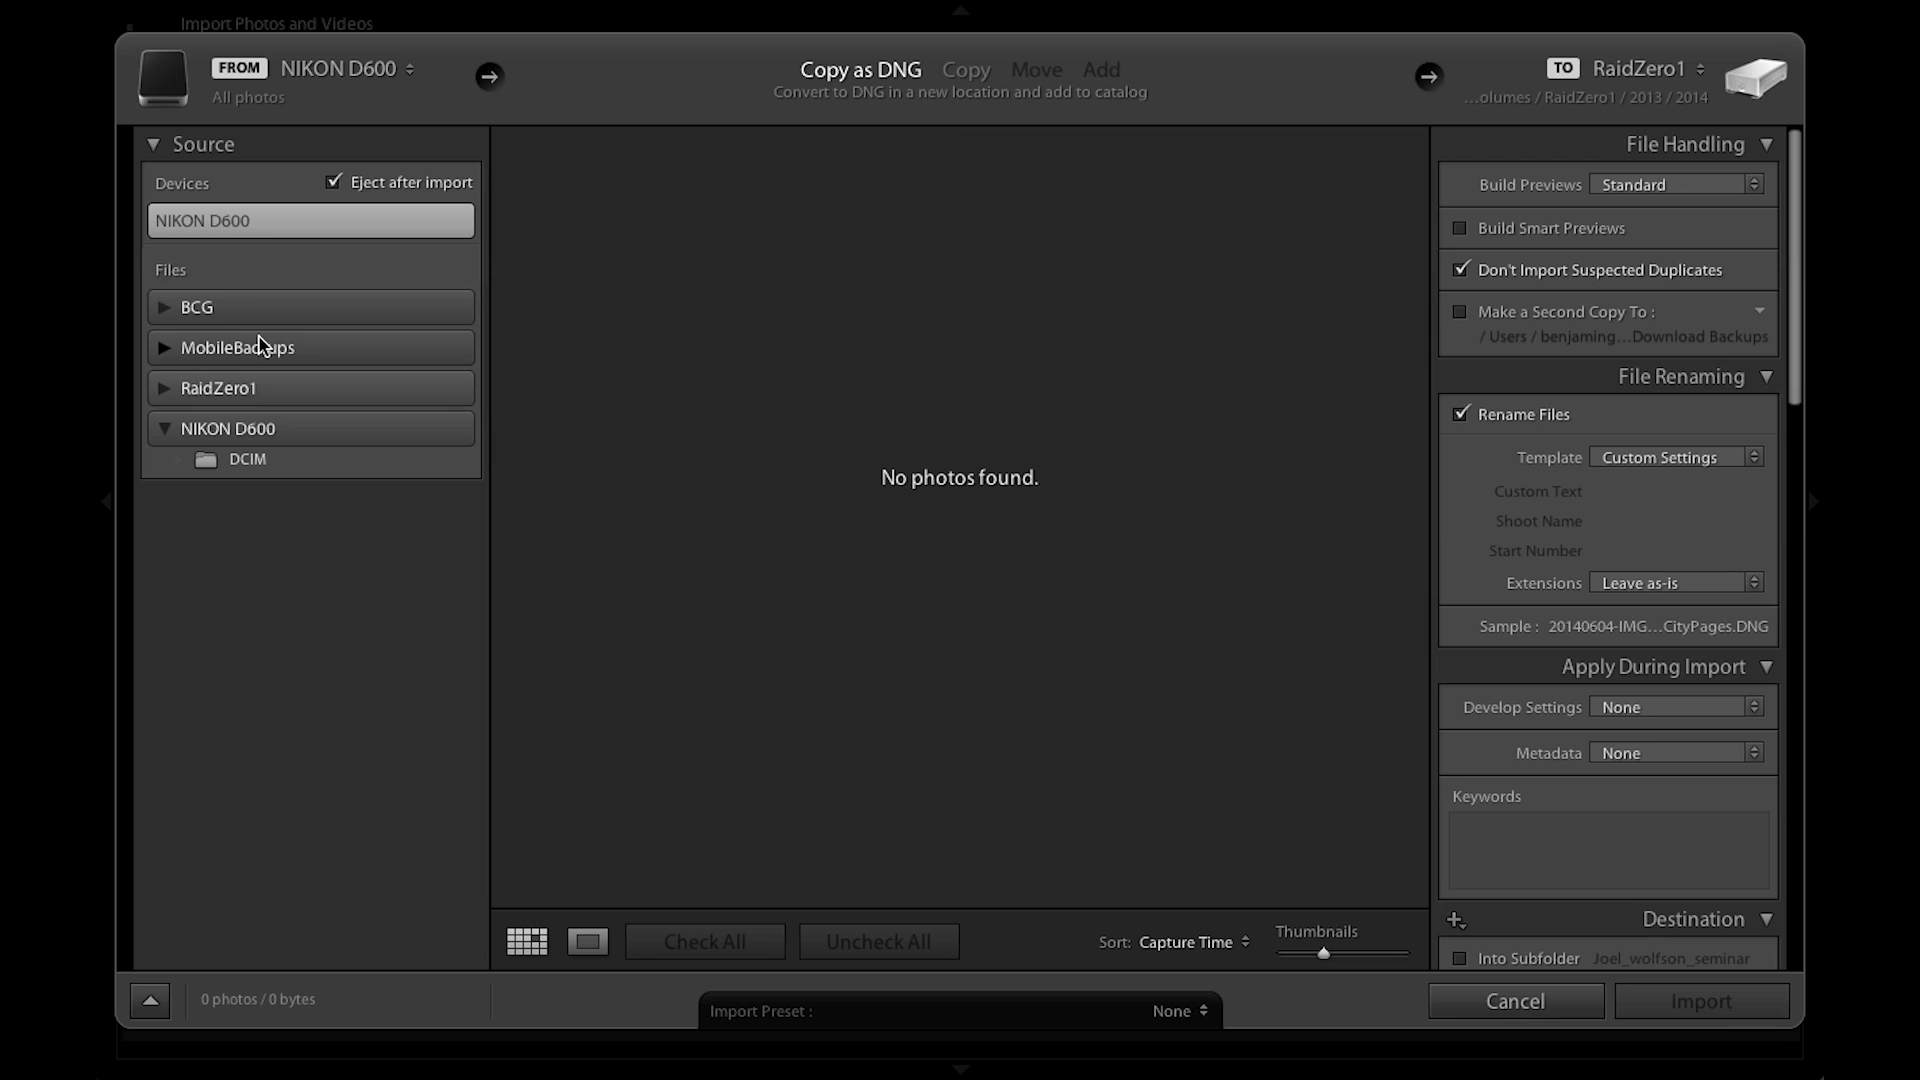 Import Photos and Videos
FROM NIKON D600
All photos
Copy as DNG Copy Move Add
Convert to DNG in a new location and add to catalog
TO RaidZero1
...olumes / RaidZero1 / 2013 / 2014
Source
Devices Eject after import
NIKON D600
Files
BCG
MobileBackups
RaidZero1
NIKON D600
DCIM
No photos found.
File Handling
Build Previews Standard
Build Smart Previews
Don't Import Suspected Duplicates
Make a Second Copy To :
/ Users / benjaming...Download Backups
File Renaming
Rename Files
Template Custom Settings
Custom Text
Shoot Name
Start Number
Extensions Leave as-is
Sample : 20140604-IMG...CityPages.DNG
Apply During Import
Develop Settings None
Metadata None
Keywords
Destination
Into Subfolder Joel_wolfson_seminar
Check All Uncheck All Sort: Capture Time Thumbnails
0 photos / 0 bytes
Import Preset : None
Cancel Import